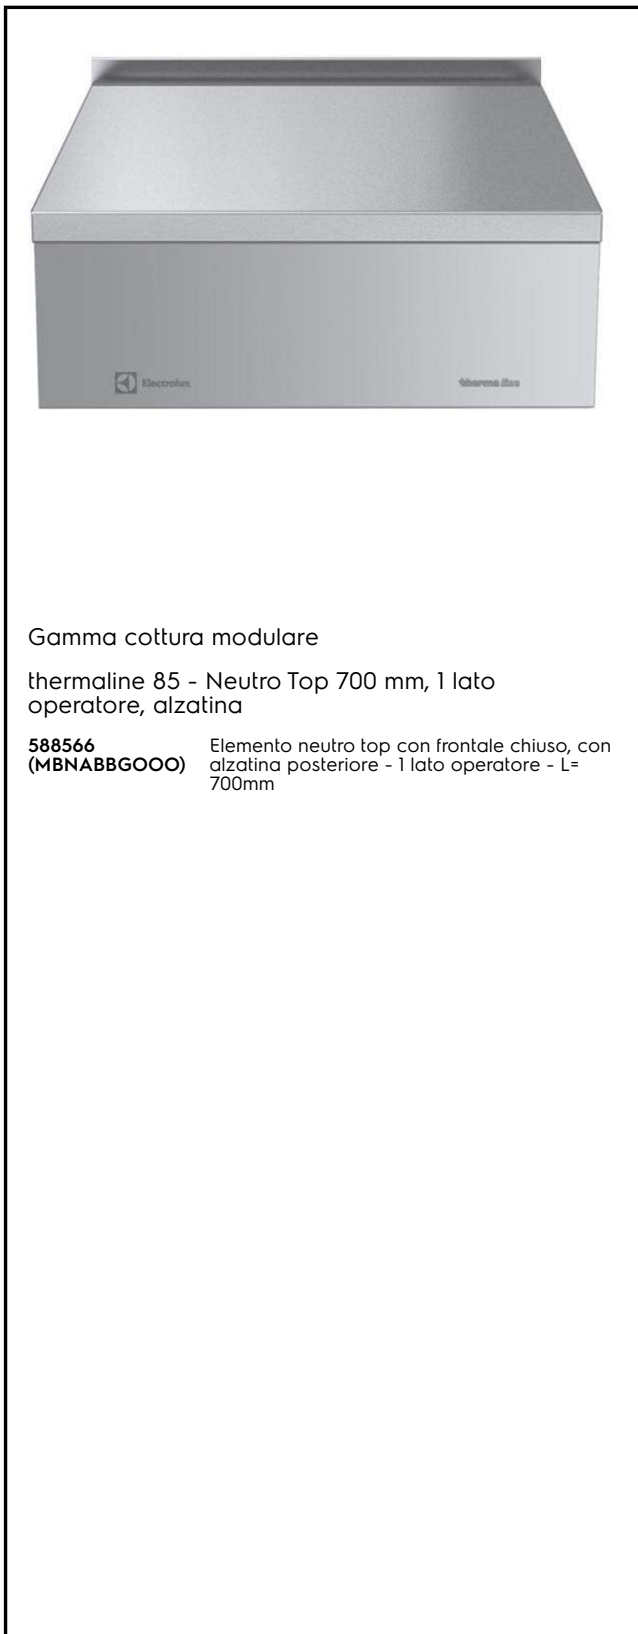 Electrolux
thermaline
Gamma cottura modulare
thermaline 85 - Neutro Top 700 mm, 1 lato
operatore, alzatina
588566
(MBNABBGOOO)
Elemento neutro top con frontale chiuso, con
alzatina posteriore - 1 lato operatore - L=
700mm